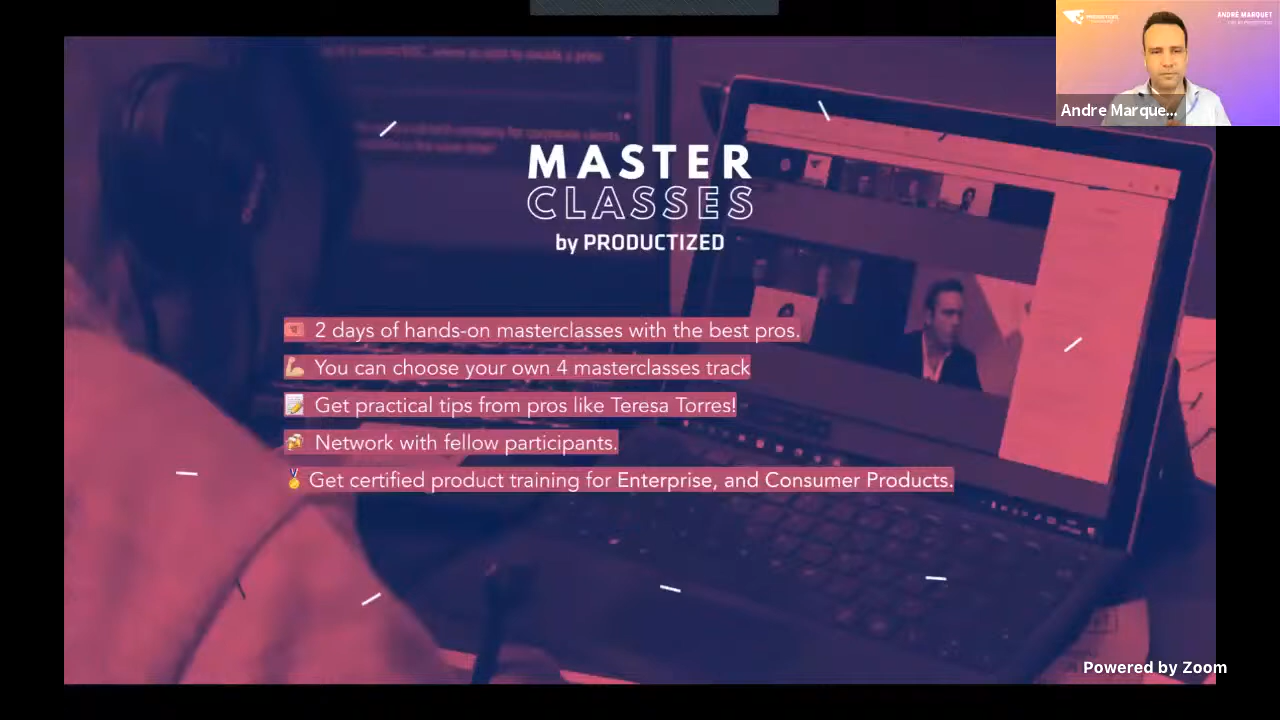 PRODUCTIZED
ANDRÉ MARQUET
Andre Marque...
MASTER
CLASSES
by PRODUCTIZED
2 days of hands-on masterclasses with the best pros.
You can choose your own 4 masterclasses track
Get practical tips from pros like Teresa Torres!
Network with fellow participants.
Get certified product training for Enterprise, and Consumer Products.
Powered by Zoom